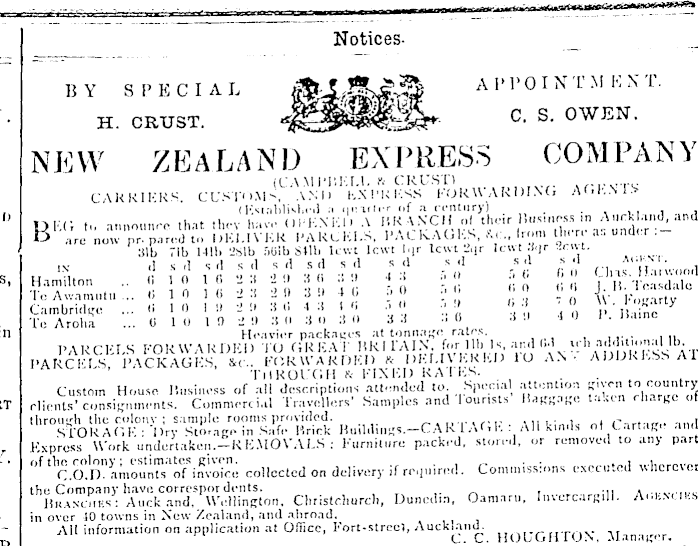 Notices.
BY SPECIAL APPOINTMENT.
H. CRUST. C. S. OWEN.
NEW ZEALAND EXPRESS COMPANY
(CAMPBELL & CRUST)
CARRIERS, CUSTOMS, AND EXPRESS FORWARDING AGENTS
(Established a quarter of a century)
BEG to announce that they have OPENED A BRANCH of their Business in Auckland, and
are now prepared to DELIVER PARCELS, PACKAGES, &c., from there as under :—
3lb 7lb 14lb 28lb 56lb 84lb 1cwt 1cwt 1qr 1cwt 2qr 1cwt 3qr 2cwt.
IN d s d s d s d s d s d s d s d s d s d s d AGENT.
Hamilton ... 6 1 0 1 6 2 3 2 9 3 6 3 9 4 3 5 0 5 6 6 0 Chas. Harwood
Te Awamutu ... 6 1 0 1 6 2 3 2 9 3 9 4 6 5 0 6 0 J. B. Teasdale
Cambridge ... 6 1 0 1 9 2 9 3 6 4 3 4 6 5 0 5 9 6 3 7 0 W. Fogarty
Te Aroha ... 6 1 0 1 9 2 9 3 0 3 0 3 0 3 3 3 6 3 9 4 0 P. Baine
Heavier packages at tonnage rates.
PARCELS FORWARDED TO GREAT BRITAIN, for 1lb 1s, and 6d additional lb.
PARCELS, PACKAGES, &c., FORWARDED & DELIVERED TO ANY ADDRESS AT
THROUGH & FIXED RATES.
Custom House Business of all descriptions attended to. Special attention given to country
clients' consignments. Commercial Travellers' Samples and Tourists' Baggage taken charge of
through the colony ; sample rooms provided.
STORAGE : Dry Storage in Safe Brick Buildings.—CARTAGE : All kinds of Cartage and
Express Work undertaken.—REMOVALS : Furniture packed, stored, or removed to any part
of the colony ; estimates given.
C.O.D. amounts of invoice collected on delivery if required. Commissions executed wherever
the Company have correspondents.
BRANCHES : Auckland, Wellington, Christchurch, Dunedin, Oamaru, Invercargill. AGENCIES
in over 40 towns in New Zealand, and abroad.
All information on application at Office, Fort-street, Auckland.
C. C. HOUGHTON, Manager.